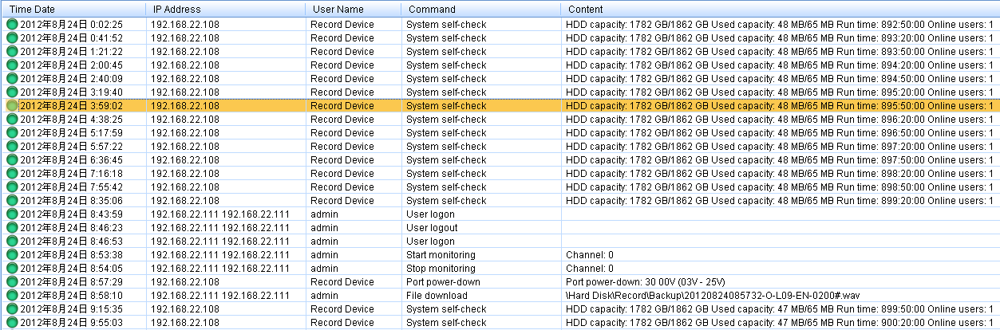 Time Date IP Address User Name Command Content
2012年8月24日 0:02:25 192.168.22.108 Record Device System self-check HDD capacity: 1782 GB/1862 GB Used capacity: 48 MB/65 MB Run time: 892:50:00 Online users: 1
2012年8月24日 0:41:52 192.168.22.108 Record Device System self-check HDD capacity: 1782 GB/1862 GB Used capacity: 48 MB/65 MB Run time: 893:20:00 Online users: 1
2012年8月24日 1:21:22 192.168.22.108 Record Device System self-check HDD capacity: 1782 GB/1862 GB Used capacity: 48 MB/65 MB Run time: 893:50:00 Online users: 1
2012年8月24日 2:00:45 192.168.22.108 Record Device System self-check HDD capacity: 1782 GB/1862 GB Used capacity: 48 MB/65 MB Run time: 894:20:00 Online users: 1
2012年8月24日 2:40:09 192.168.22.108 Record Device System self-check HDD capacity: 1782 GB/1862 GB Used capacity: 48 MB/65 MB Run time: 894:50:00 Online users: 1
2012年8月24日 3:19:40 192.168.22.108 Record Device System self-check HDD capacity: 1782 GB/1862 GB Used capacity: 48 MB/65 MB Run time: 895:20:00 Online users: 1
2012年8月24日 3:59:02 192.168.22.108 Record Device System self-check HDD capacity: 1782 GB/1862 GB Used capacity: 48 MB/65 MB Run time: 895:50:00 Online users: 1
2012年8月24日 4:38:25 192.168.22.108 Record Device System self-check HDD capacity: 1782 GB/1862 GB Used capacity: 48 MB/65 MB Run time: 896:20:00 Online users: 1
2012年8月24日 5:17:59 192.168.22.108 Record Device System self-check HDD capacity: 1782 GB/1862 GB Used capacity: 48 MB/65 MB Run time: 896:50:00 Online users: 1
2012年8月24日 5:57:22 192.168.22.108 Record Device System self-check HDD capacity: 1782 GB/1862 GB Used capacity: 48 MB/65 MB Run time: 897:20:00 Online users: 1
2012年8月24日 6:36:45 192.168.22.108 Record Device System self-check HDD capacity: 1782 GB/1862 GB Used capacity: 48 MB/65 MB Run time: 897:50:00 Online users: 1
2012年8月24日 7:16:18 192.168.22.108 Record Device System self-check HDD capacity: 1782 GB/1862 GB Used capacity: 48 MB/65 MB Run time: 898:20:00 Online users: 1
2012年8月24日 7:55:42 192.168.22.108 Record Device System self-check HDD capacity: 1782 GB/1862 GB Used capacity: 48 MB/65 MB Run time: 898:50:00 Online users: 1
2012年8月24日 8:35:06 192.168.22.108 Record Device System self-check HDD capacity: 1782 GB/1862 GB Used capacity: 48 MB/65 MB Run time: 899:20:00 Online users: 1
2012年8月24日 8:43:59 192.168.22.111 192.168.22.111 admin User logon
2012年8月24日 8:46:23 192.168.22.111 192.168.22.111 admin User logout
2012年8月24日 8:46:53 192.168.22.111 192.168.22.111 admin User logon
2012年8月24日 8:53:38 192.168.22.111 192.168.22.111 admin Start monitoring Channel: 0
2012年8月24日 8:54:05 192.168.22.111 192.168.22.111 admin Stop monitoring Channel: 0
2012年8月24日 8:57:29 192.168.22.108 Record Device Port power-down Port power-down: 30 00V (03V - 25V)
2012年8月24日 8:58:10 192.168.22.111 192.168.22.111 admin File download \Hard Disk\Record\Backup\20120824085732-O-L09-EN-0200#.wav
2012年8月24日 9:15:35 192.168.22.108 Record Device System self-check HDD capacity: 1782 GB/1862 GB Used capacity: 47 MB/65 MB Run time: 899:50:00 Online users: 1
2012年8月24日 9:55:03 192.168.22.108 Record Device System self-check HDD capacity: 1782 GB/1862 GB Used capacity: 47 MB/65 MB Run time: 900:20:00 Online users: 1